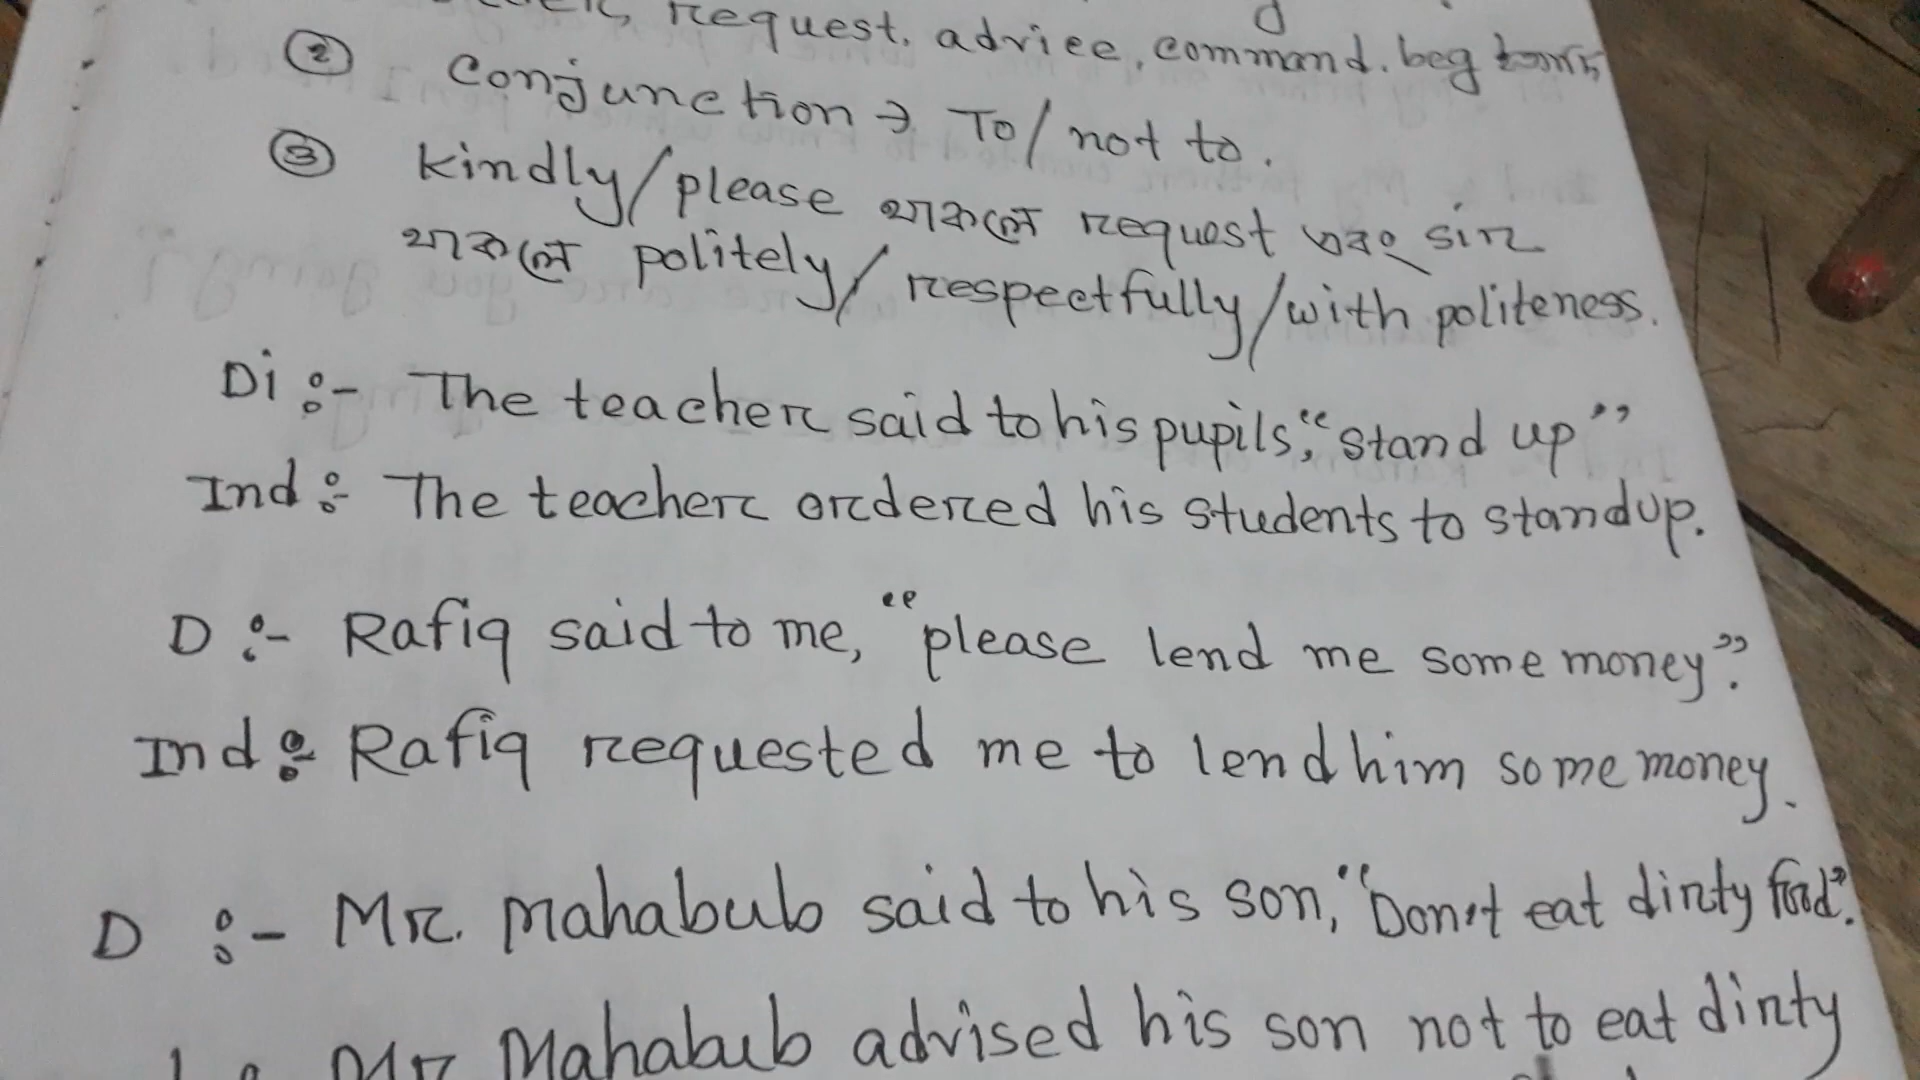 request, advice, command, beg
② Conjunction → To/ not to.
③ kindly/please থাকলে request এবং sir
থাকলে politely/ respectfully/with politeness.
Di :- The teacher said to his pupils, “stand up”
Ind :- The teacher ordered his students to standup.
D :- Rafiq said to me, “please lend me some money”.
Ind :- Rafiq requested me to lend him some money.
D :- Mr. Mahabub said to his son, “Don't eat dirty food”.
Mr Mahabub advised his son not to eat dirty